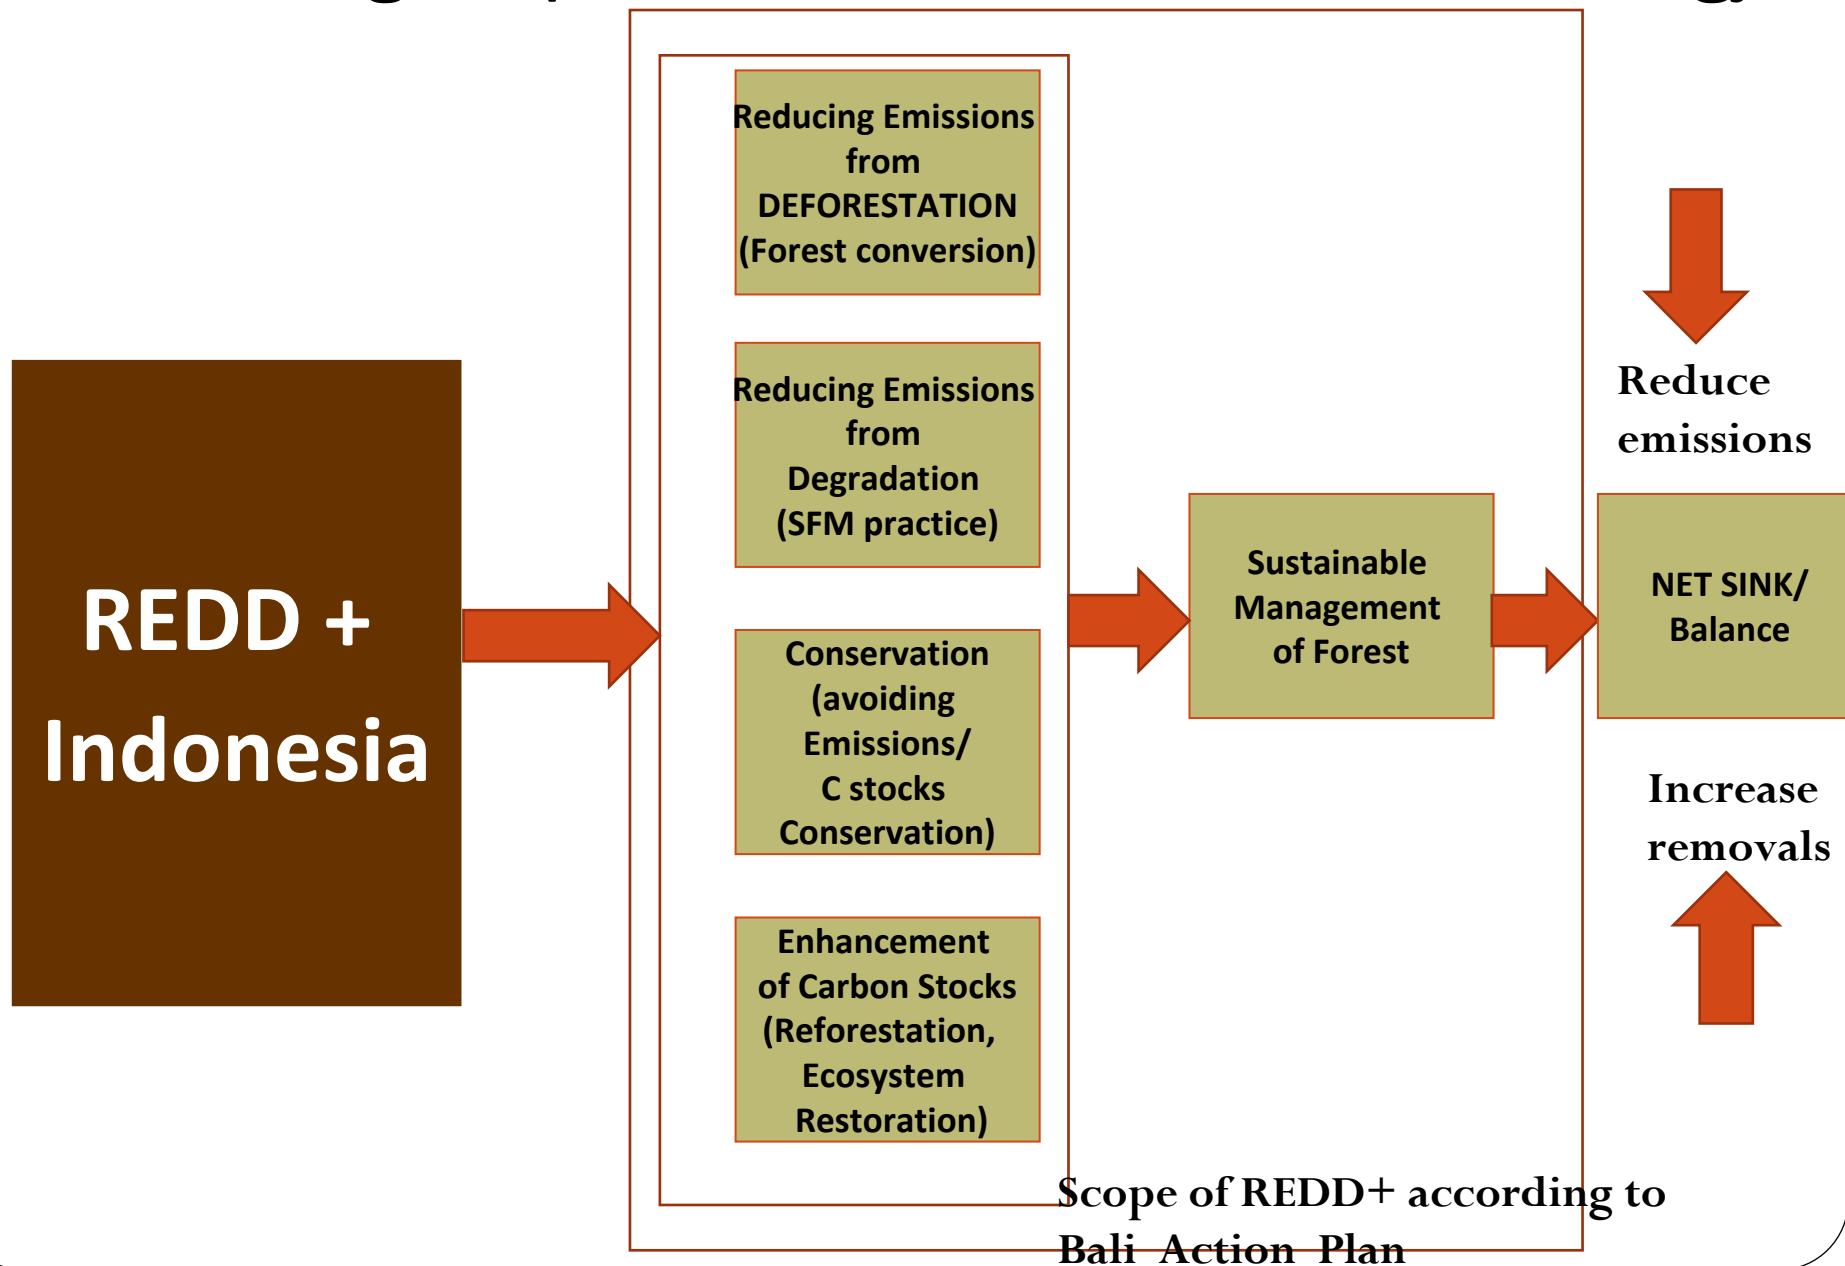 REDD +
Indonesia
Reducing Emissions
from
DEFORESTATION
(Forest conversion)
Reducing Emissions
from
Degradation
(SFM practice)
Conservation
(avoiding
Emissions/
C stocks
Conservation)
Enhancement
of Carbon Stocks
(Reforestation,
Ecosystem
Restoration)
Sustainable
Management
of Forest
Reduce
emissions
NET SINK/
Balance
Increase
removals
Scope of REDD+ according to
Bali Action Plan